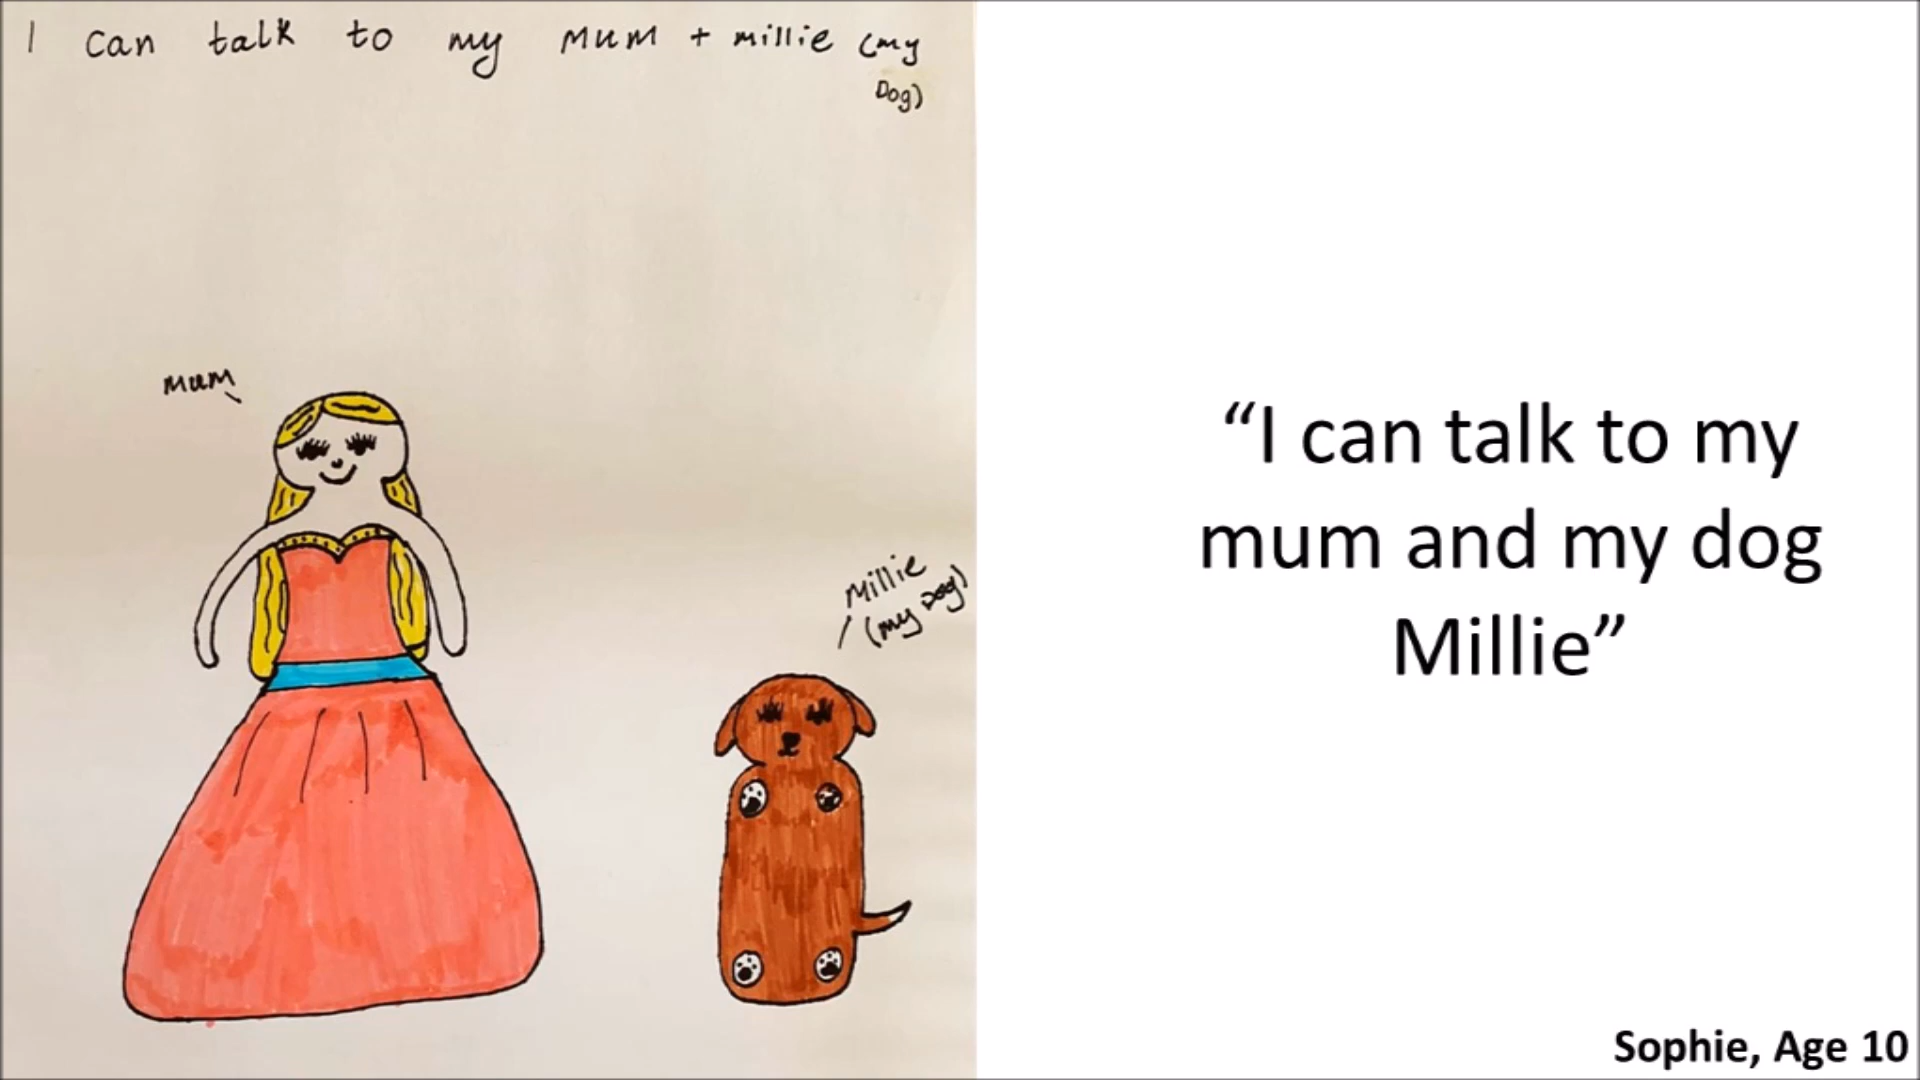 I can talk to my mum + millie (my
Dog)
mum
Millie
(my Dog)
“I can talk to my
mum and my dog
Millie”
Sophie, Age 10